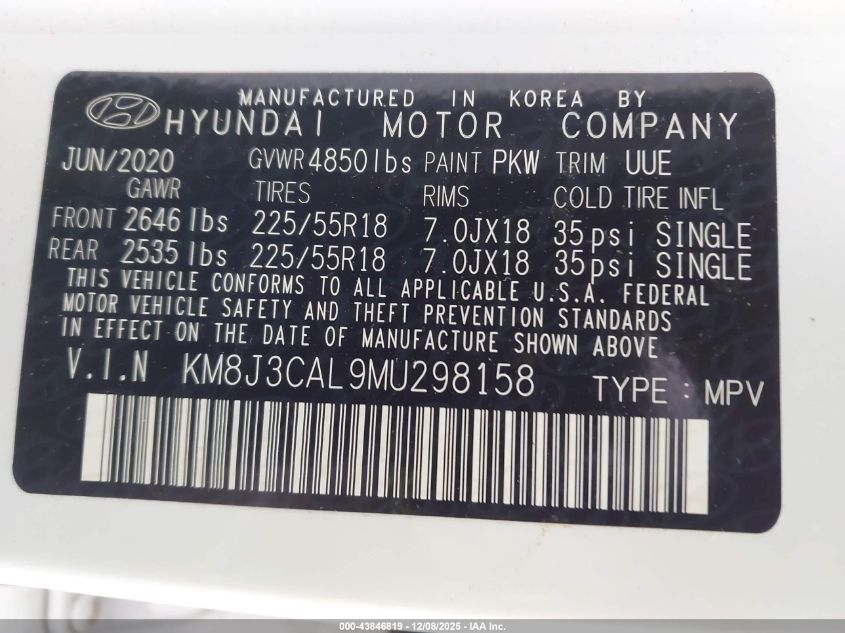 MANUFACTURED IN KOREA BY
HYUNDAI MOTOR COMPANY
JUN/2020 GVWR 4850lbs PAINT PKW TRIM UUE
GAWR TIRES RIMS COLD TIRE INFL
FRONT 2646 lbs 225/55R18 7.0JX18 35psi SINGLE
REAR 2535 lbs 225/55R18 7.0JX18 35psi SINGLE
THIS VEHICLE CONFORMS TO ALL APPLICABLE U.S.A. FEDERAL
MOTOR VEHICLE SAFETY AND THEFT PREVENTION STANDARDS
IN EFFECT ON THE DATE OF MANUFACTURE SHOWN ABOVE
V.I.N KM8J3CAL9MU298158 TYPE : MPV
000-43846819 - 12/08/2025 - IAA Inc.